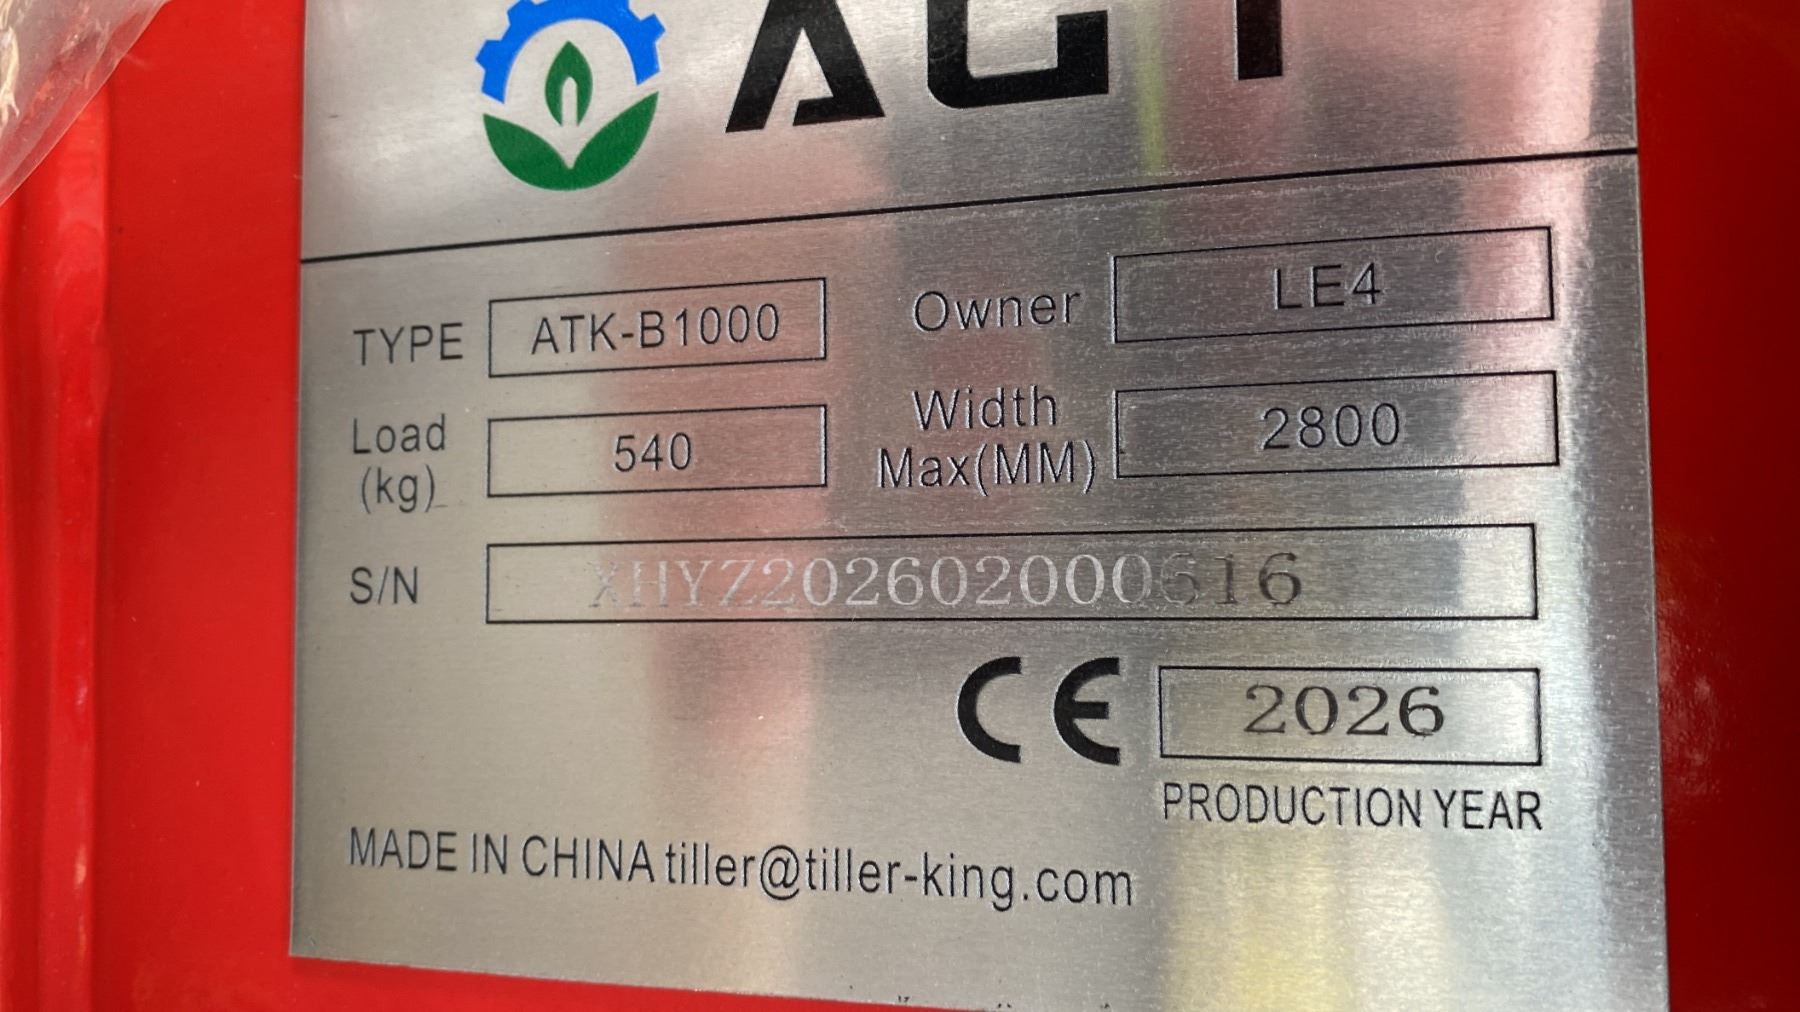 AGT
TYPE ATK-B1000 Owner LE4
Load (kg) 540 Width Max(MM) 2800
S/N XHYZ202602000616
CE 2026
PRODUCTION YEAR
MADE IN CHINA tiller@tiller-king.com